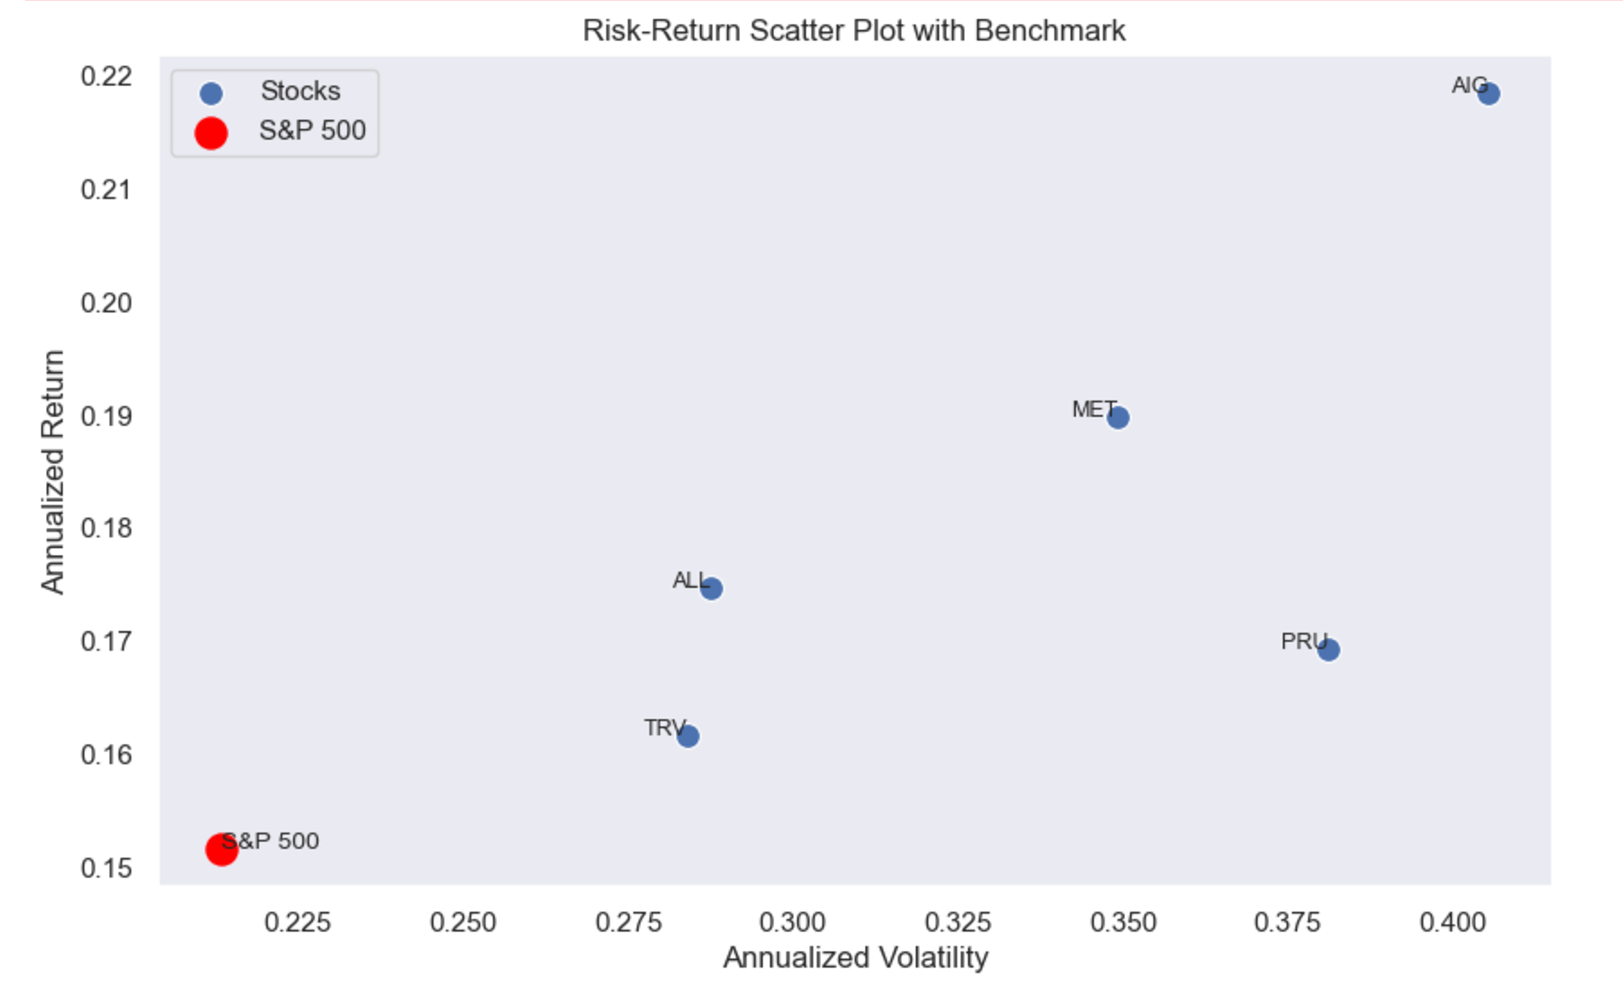 Risk-Return Scatter Plot with Benchmark
Stocks
S&P 500
Annualized Return
0.22
0.21
0.20
0.19
0.18
0.17
0.16
0.15
AIG
MET
ALL
PRU
TRV
S&P 500
0.225 0.250 0.275 0.300 0.325 0.350 0.375 0.400
Annualized Volatility